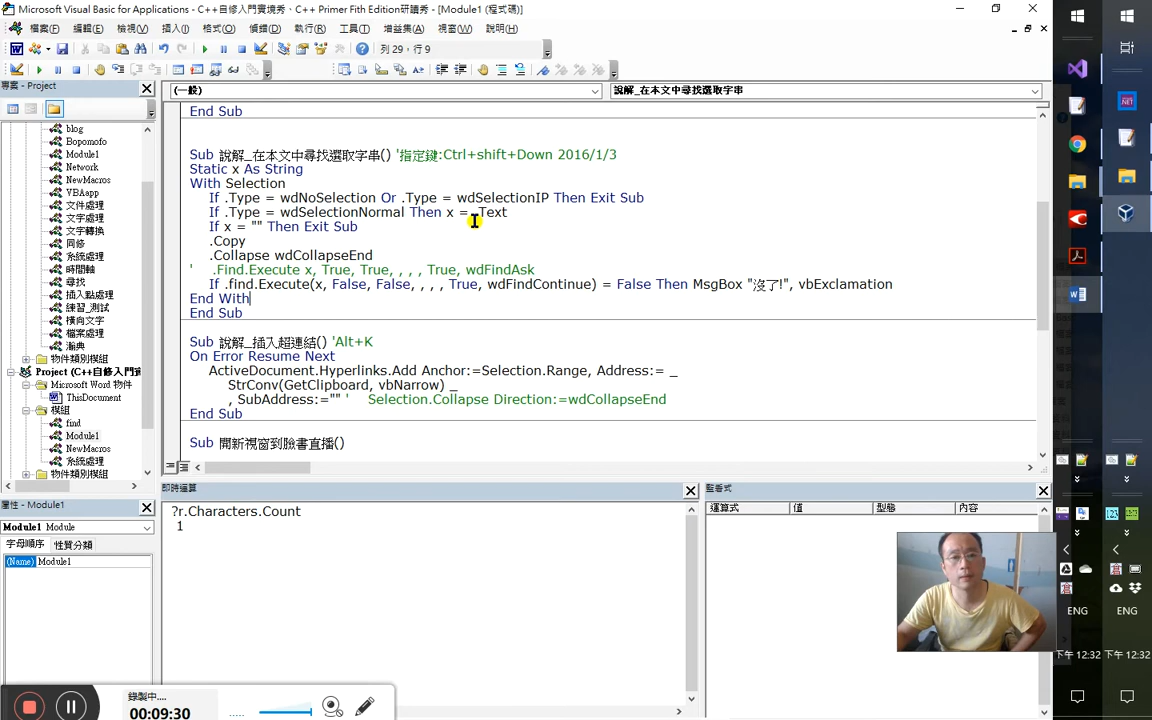 Microsoft Visual Basic for Applications - C++自修入門實境秀、C++ Primer Fith Edition研讀秀. - [Module1 (程式碼)]
檔案(F) 編輯(E) 檢視(V) 插入(I) 格式(O) 偵錯(D) 執行(R) 工具(T) 增益集(A) 視窗(W) 說明(H)
列 29，行 9
專案 - Project
(一般)
說解_在本文中尋找選取字串
blog
Bopomofo
Module1
Network
NewMacros
VBAapp
文件處理
文字處理
文字轉換
同修
系統處理
時間軸
尋找
插入點處理
練習_測試
橫向文字
檔案處理
瀚典
物件類別模組
Project (C++自修入門實
Microsoft Word 物件
ThisDocument
模組
find
Module1
NewMacros
系統處理
物件類別模組
End Sub
Sub 說解_在本文中尋找選取字串() '指定鍵:Ctrl+shift+Down 2016/1/3
Static x As String
With Selection
If .Type = wdNoSelection Or .Type = wdSelectionIP Then Exit Sub
If .Type = wdSelectionNormal Then x = .Text
If x = "" Then Exit Sub
.Copy
.Collapse wdCollapseEnd
' .Find.Execute x, True, True, , , , True, wdFindAsk
If .find.Execute(x, False, False, , , , True, wdFindContinue) = False Then MsgBox "沒了!", vbExclamation
End With
End Sub
Sub 說解_插入超連結() 'Alt+K
On Error Resume Next
ActiveDocument.Hyperlinks.Add Anchor:=Selection.Range, Address:= _
StrConv(GetClipboard, vbNarrow) _
, SubAddress:="" ' Selection.Collapse Direction:=wdCollapseEnd
End Sub
Sub 開新視窗到臉書直播()
屬性 - Module1
Module1 Module
字母順序 性質分類
(Name) Module1
即時運算
?r.Characters.Count
1
監看式
運算式 值 型態 內容
錄製中....
00:09:30
ENG ENG
下午 12:32 下午 12:32